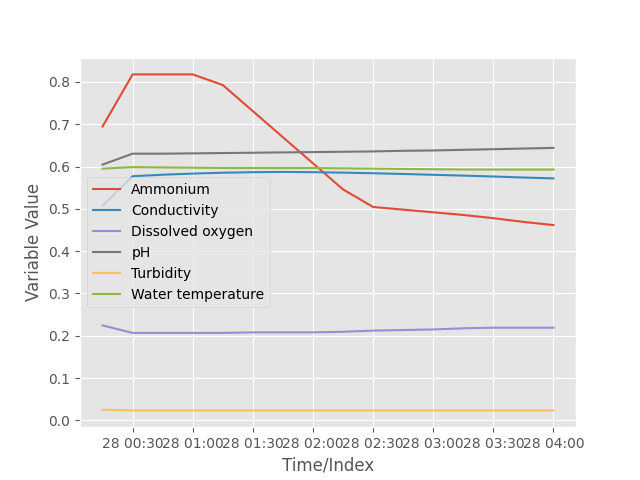 0.8
0.7
0.6
0.5
0.4
0.3
0.2
0.1
0.0
Variable Value
Ammonium
Conductivity
Dissolved oxygen
pH
Turbidity
Water temperature
28 00:30 28 01:00 28 01:30 28 02:00 28 02:30 28 03:00 28 03:30 28 04:00
Time/Index